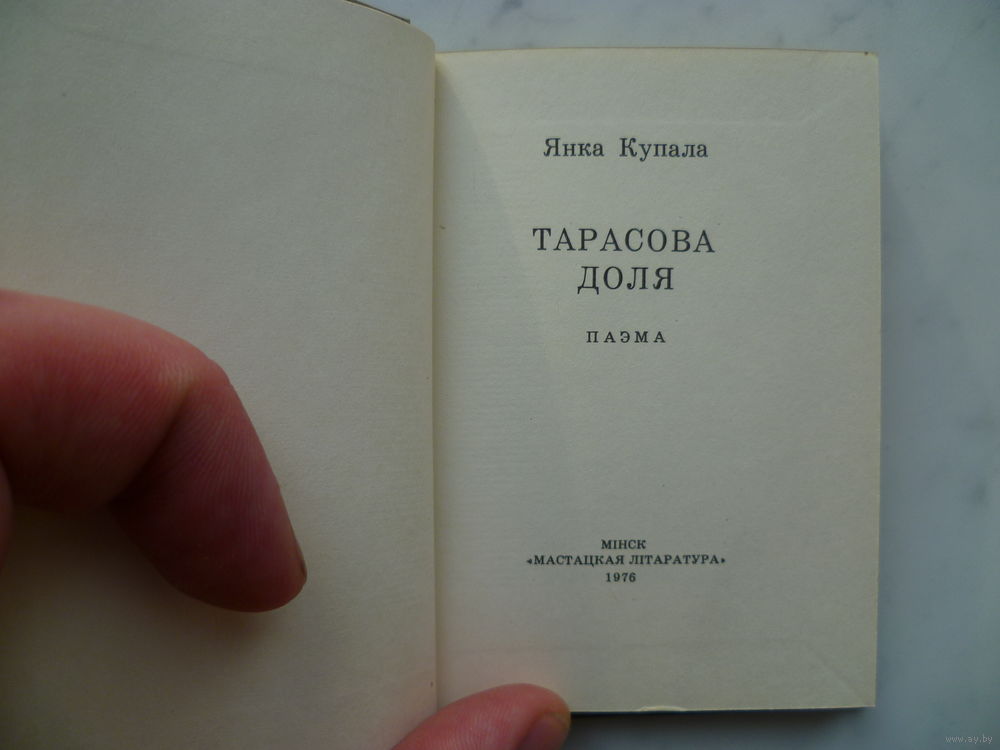 Янка Купала
ТАРАСОВА
ДОЛЯ
ПАЭМА
МІНСК
«МАСТАЦКАЯ ЛІТАРАТУРА»
1976
www.ay.by